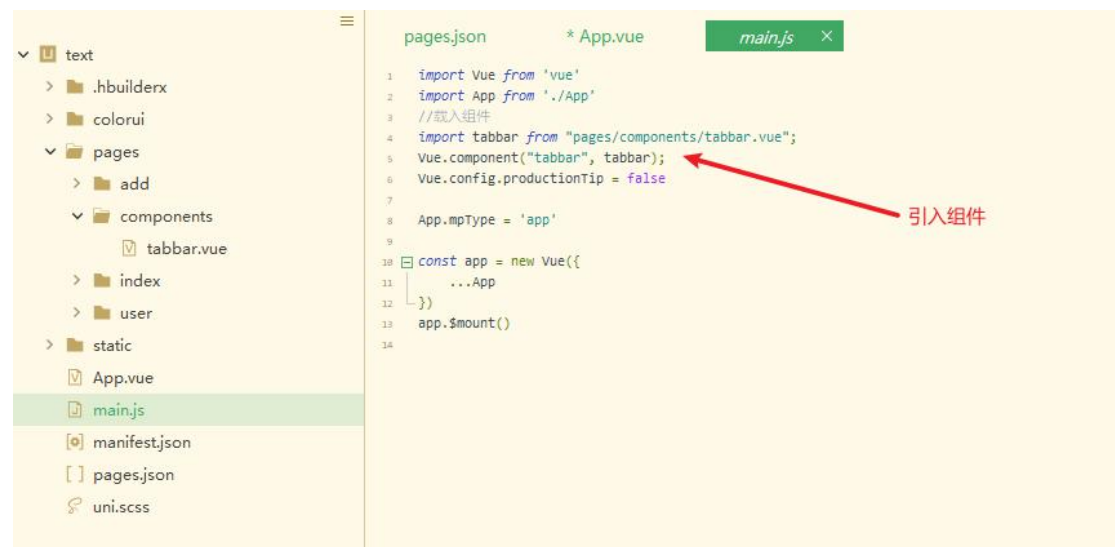 text
.hbuilderx
colorui
pages
add
components
tabbar.vue
index
user
static
App.vue
main.js
manifest.json
pages.json
uni.scss
pages.json
* App.vue
main.js
1 import Vue from 'vue'
2 import App from './App'
3 //载入组件
4 import tabbar from "pages/components/tabbar.vue";
5 Vue.component("tabbar", tabbar);
6 Vue.config.productionTip = false
7
8 App.mpType = 'app'
9
10 const app = new Vue({
11 ...App
12 })
13 app.$mount()
14
引入组件